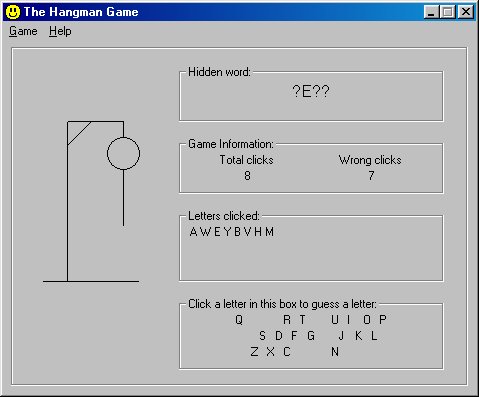 The Hangman Game
Game Help
Hidden word:
?E??
Game Information:
Total clicks Wrong clicks
8 7
Letters clicked:
A W E Y B V H M
Click a letter in this box to guess a letter:
Q R T U I O P
S D F G J K L
Z X C N